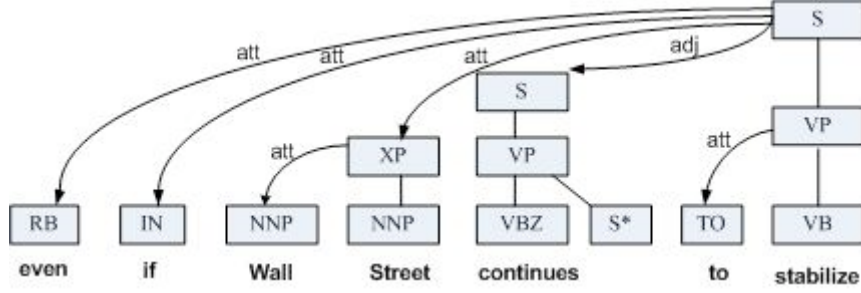 S
att att att adj
S
VP
att
att XP VP
RB IN NNP NNP VBZ S* TO VB
even if Wall Street continues to stabilize